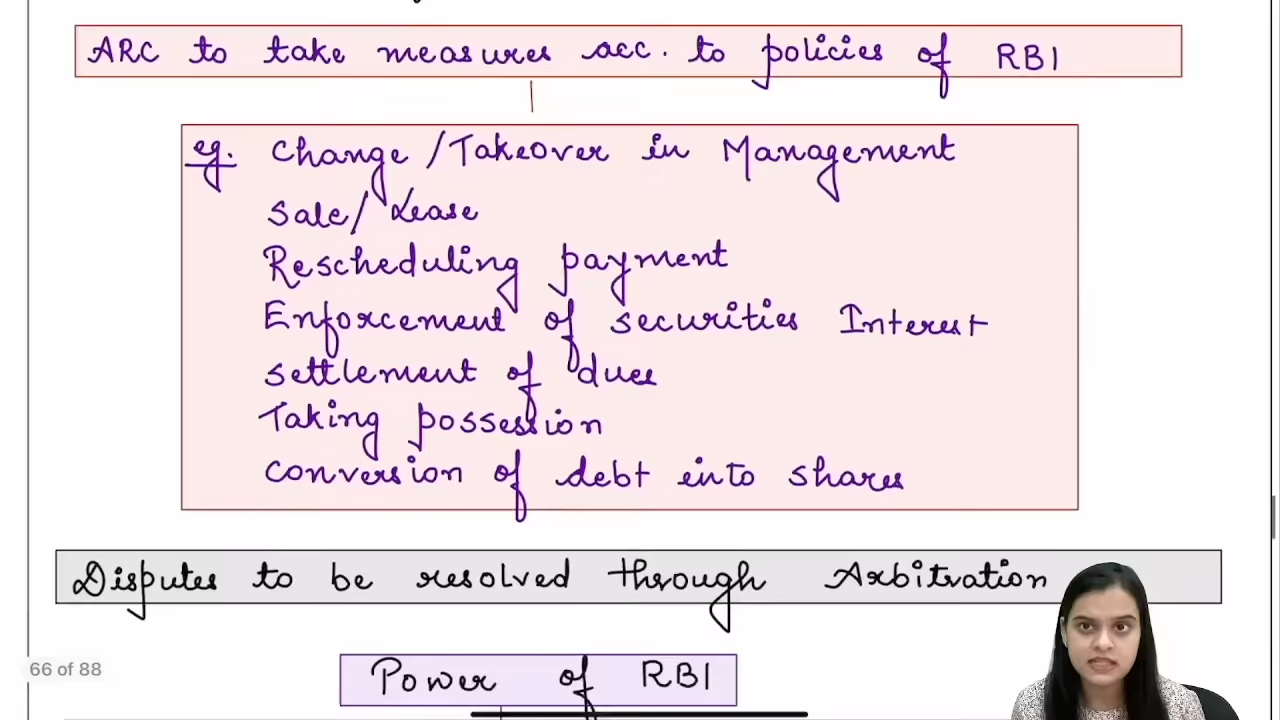 ARC to take measures acc. to policies of RBI
eg. Change / Takeover in Management
Sale / Lease
Rescheduling payment
Enforcement of securities Interest
settlement of dues
Taking possession
conversion of debt into shares
Disputes to be resolved through Arbitration
66 of 88
Power of RBI